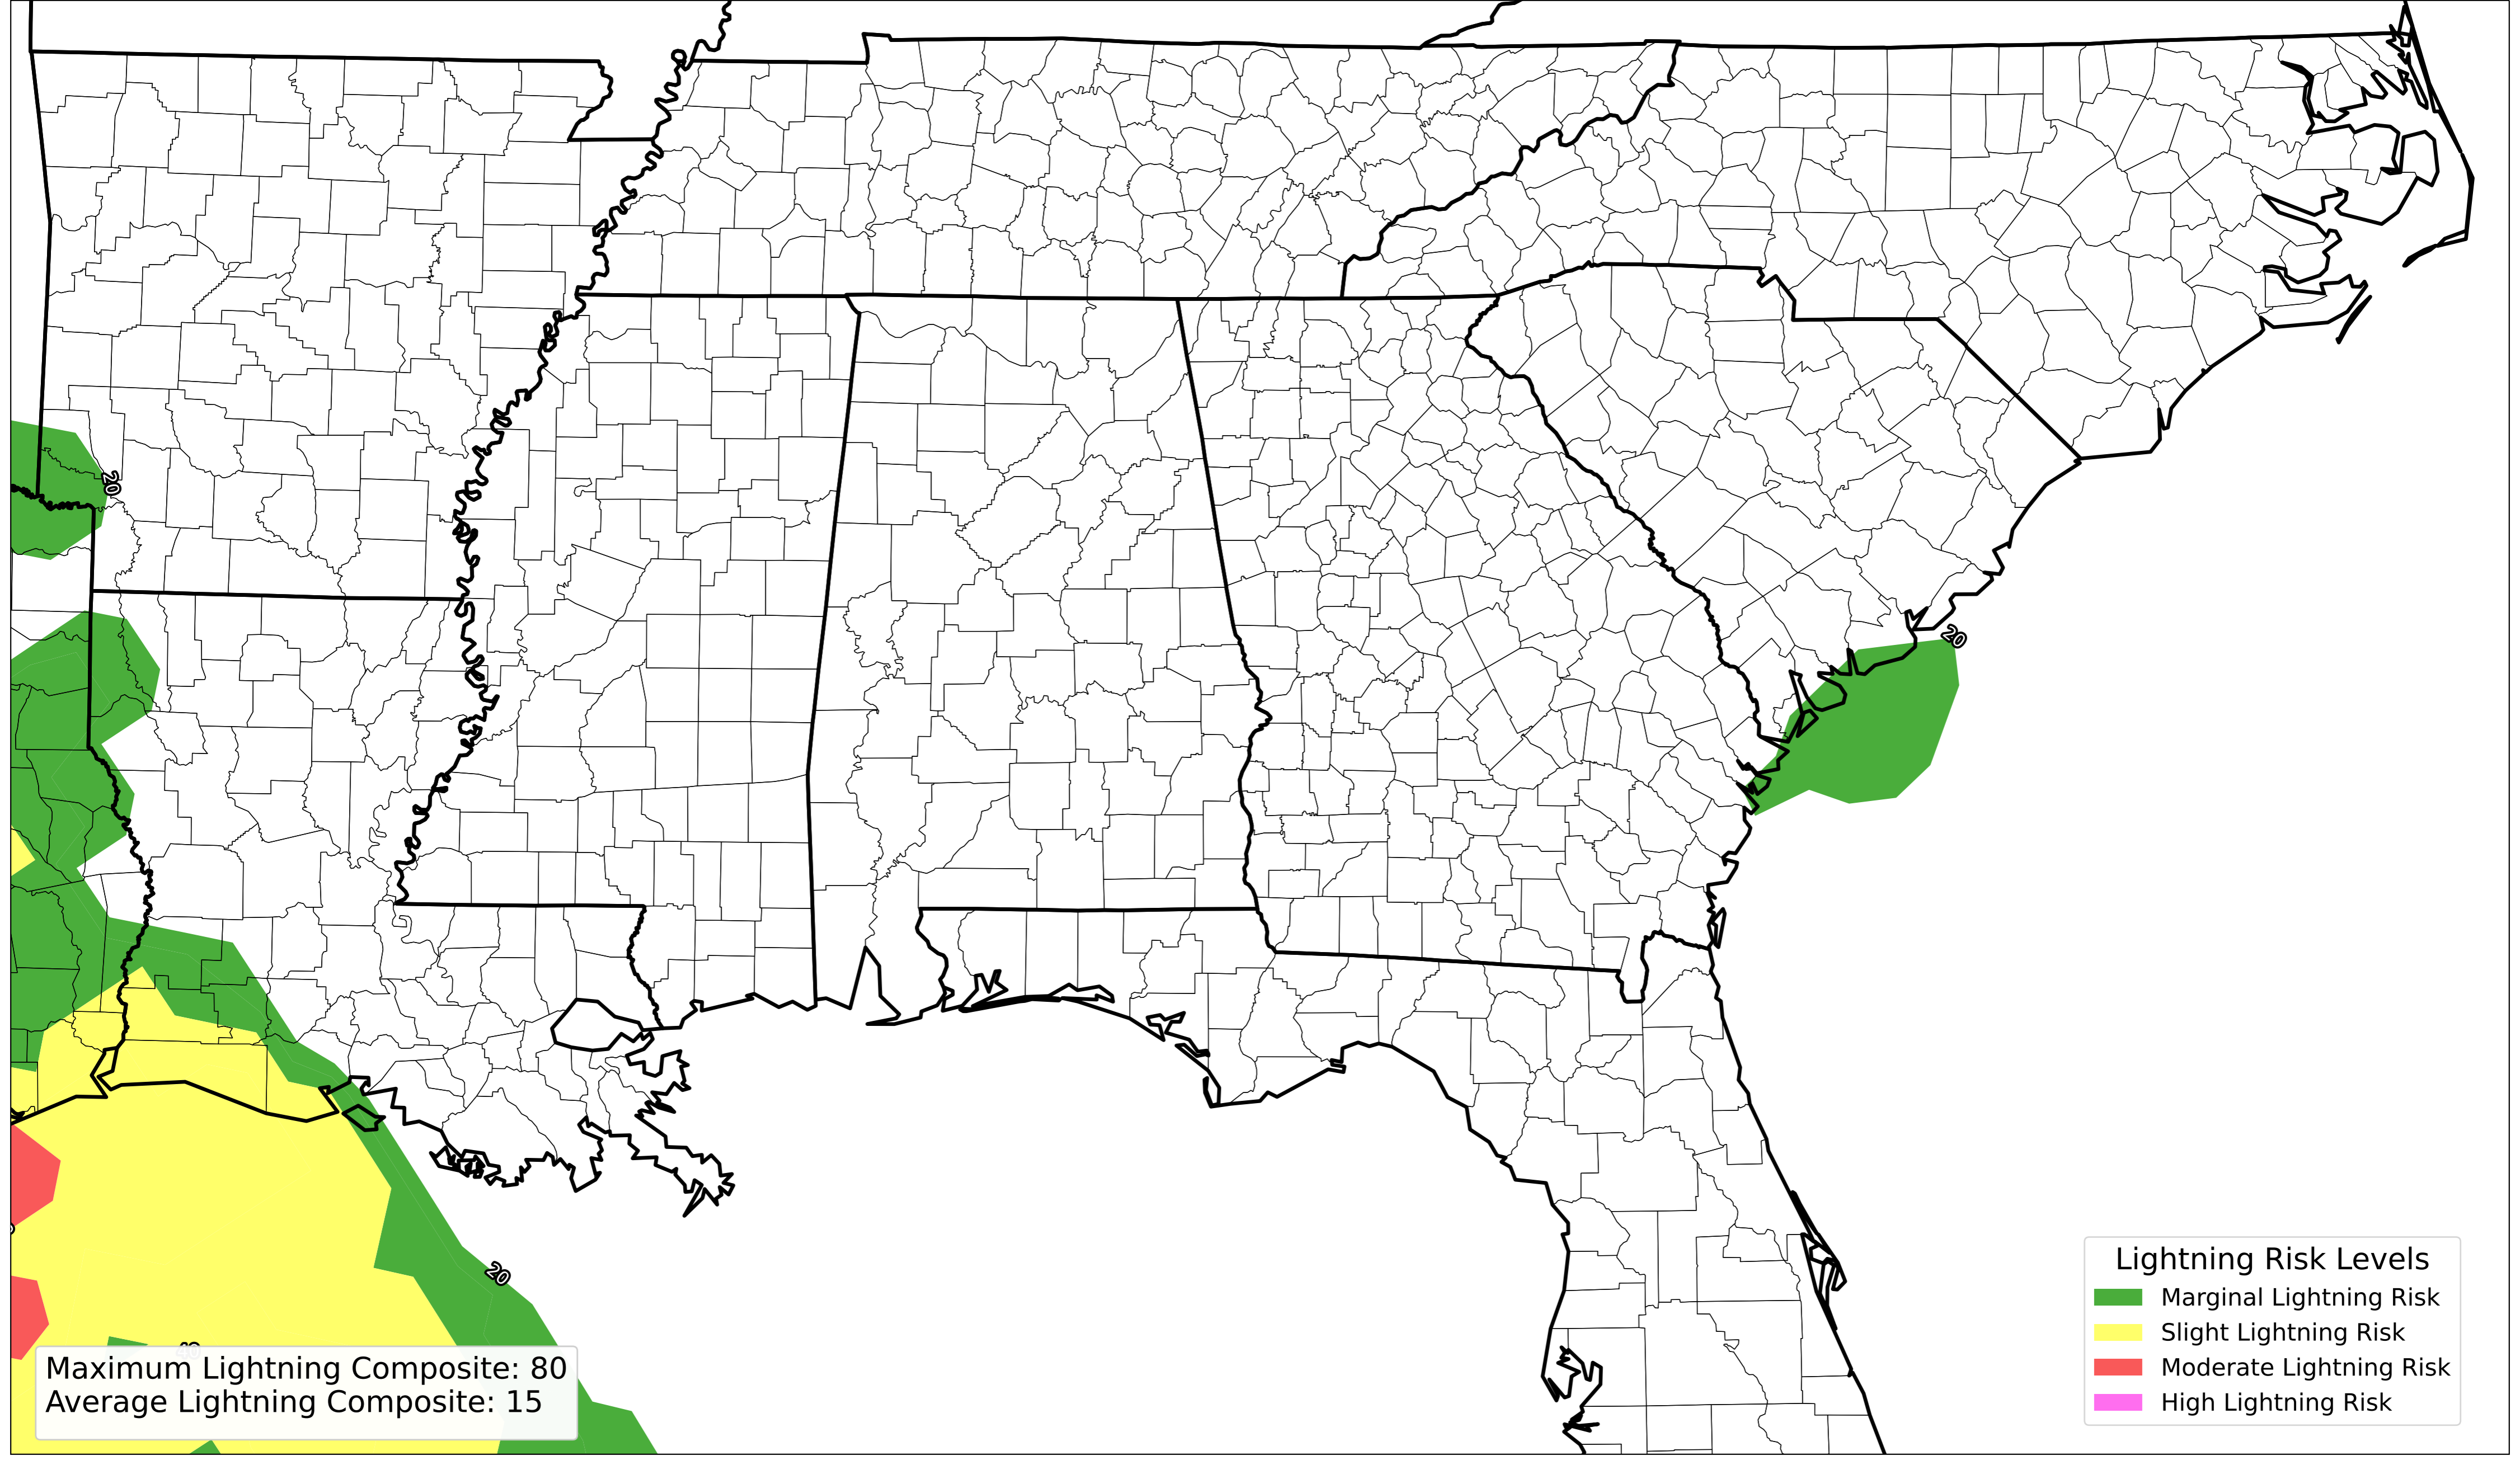 20
20
20
Lightning Risk Levels
Marginal Lightning Risk
Slight Lightning Risk
Moderate Lightning Risk
High Lightning Risk
Maximum Lightning Composite: 80
Average Lightning Composite: 15